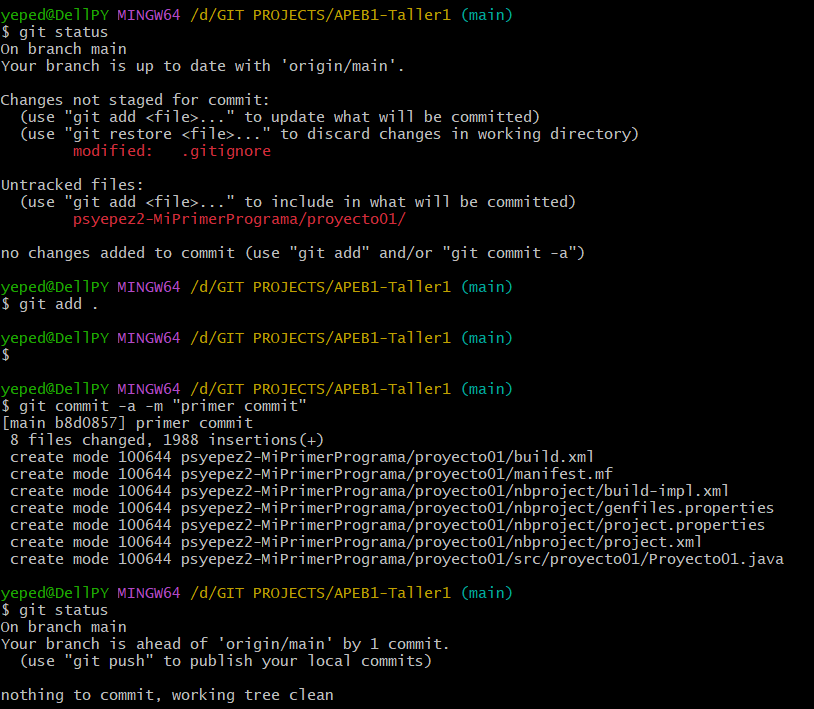 yeped@DellPY MINGW64 /d/GIT PROJECTS/APEB1-Taller1 (main)
$ git status
On branch main
Your branch is up to date with 'origin/main'.

Changes not staged for commit:
  (use "git add <file>..." to update what will be committed)
  (use "git restore <file>..." to discard changes in working directory)
        modified:   .gitignore

Untracked files:
  (use "git add <file>..." to include in what will be committed)
        psyepez2-MiPrimerPrograma/proyecto01/

no changes added to commit (use "git add" and/or "git commit -a")

yeped@DellPY MINGW64 /d/GIT PROJECTS/APEB1-Taller1 (main)
$ git add .

yeped@DellPY MINGW64 /d/GIT PROJECTS/APEB1-Taller1 (main)
$

yeped@DellPY MINGW64 /d/GIT PROJECTS/APEB1-Taller1 (main)
$ git commit -a -m "primer commit"
[main b8d0857] primer commit
 8 files changed, 1988 insertions(+)
 create mode 100644 psyepez2-MiPrimerPrograma/proyecto01/build.xml
 create mode 100644 psyepez2-MiPrimerPrograma/proyecto01/manifest.mf
 create mode 100644 psyepez2-MiPrimerPrograma/proyecto01/nbproject/build-impl.xml
 create mode 100644 psyepez2-MiPrimerPrograma/proyecto01/nbproject/genfiles.properties
 create mode 100644 psyepez2-MiPrimerPrograma/proyecto01/nbproject/project.properties
 create mode 100644 psyepez2-MiPrimerPrograma/proyecto01/nbproject/project.xml
 create mode 100644 psyepez2-MiPrimerPrograma/proyecto01/src/proyecto01/Proyecto01.java

yeped@DellPY MINGW64 /d/GIT PROJECTS/APEB1-Taller1 (main)
$ git status
On branch main
Your branch is ahead of 'origin/main' by 1 commit.
  (use "git push" to publish your local commits)

nothing to commit, working tree clean